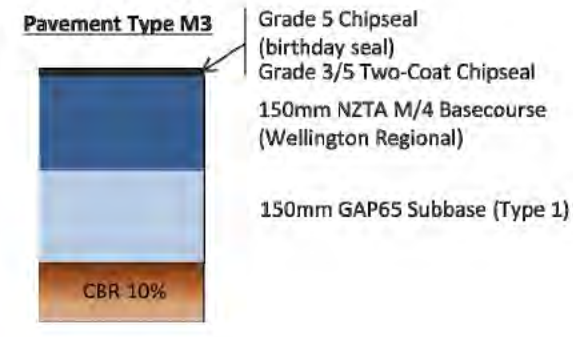 Pavement Type M3
Grade 5 Chipseal
(birthday seal)
Grade 3/5 Two-Coat Chipseal
150mm NZTA M/4 Basecourse
(Wellington Regional)
150mm GAP65 Subbase (Type 1)
CBR 10%